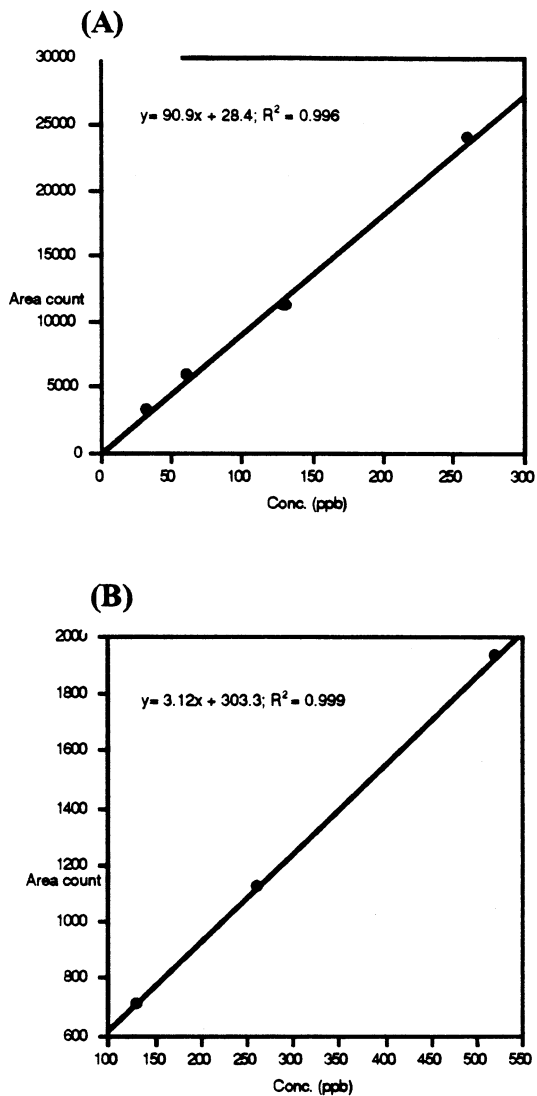 (A)
30000
y= 90.9x + 28.4; R² = 0.996
25000
20000
15000
Area count
10000
5000
0
0 50 100 150 200 250 300
Conc. (ppb)
(B)
2000
1800
y= 3.12x + 303.3; R² = 0.999
1600
1400
1200
Area count
1000
800
600
100 150 200 250 300 350 400 450 500 550
Conc. (ppb)